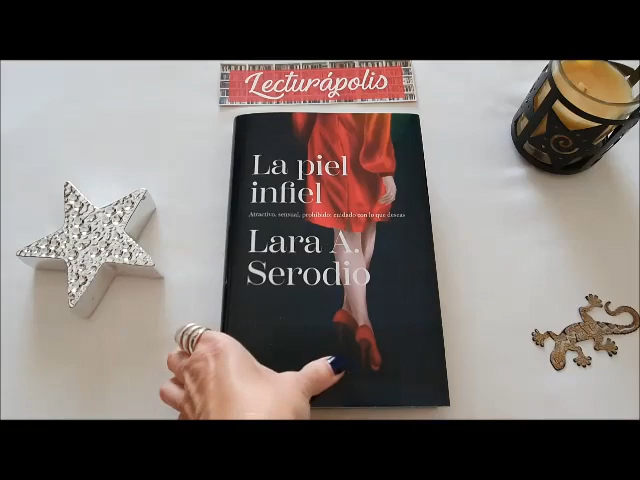 Lecturápolis
La piel
infiel
Atractivo, sensual, prohibido: cuidado con lo que deseas
Lara A.
Serodio